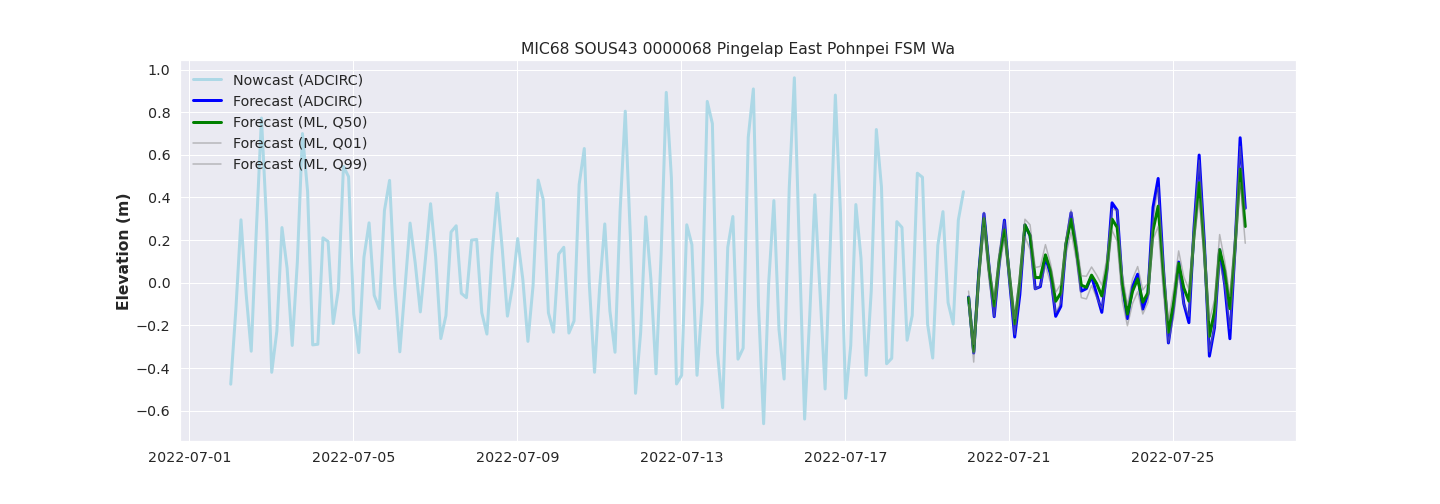 MIC68 SOUS43 0000068 Pingelap East Pohnpei FSM Wa
Elevation (m)
1.0
0.8
0.6
0.4
0.2
0.0
−0.2
−0.4
−0.6
Nowcast (ADCIRC)
Forecast (ADCIRC)
Forecast (ML, Q50)
Forecast (ML, Q01)
Forecast (ML, Q99)
2022-07-01 2022-07-05 2022-07-09 2022-07-13 2022-07-17 2022-07-21 2022-07-25